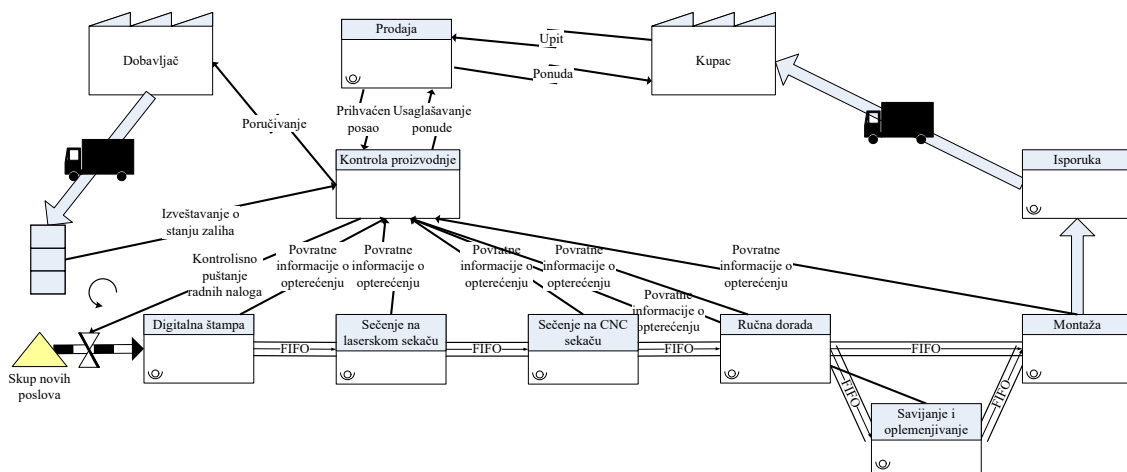 Dobavljač
Prodaja
Upit
Ponuda
Kupac
Poručivanje
Prihvaćen
posao
Usaglašavanje
ponude
Kontrola proizvodnje
Isporuka
Izveštavanje o
stanju zaliha
Kontrolisno
puštanje
radnih naloga
Povratne
informacije o
opterećenju
Povratne
informacije o
opterećenju
Povratne
informacije o
opterećenju
Povratne
informacije o
opterećenju
Povratne
informacije o
opterećenju
Povratne
informacije o
opterećenju
Skup novih
poslova
Digitalna štampa
FIFO
Sečenje na
laserskom sekaču
FIFO
Sečenje na CNC
sekaču
FIFO
Ručna dorada
FIFO
Montaža
FIFO
FIFO
Savijanje i
oplemenjivanje